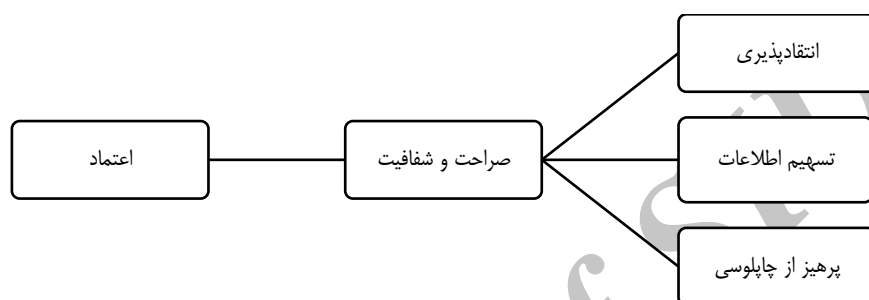 انتقادپذیری
اعتماد
صراحت و شفافیت
تسهیم اطلاعات
پرهیز از چاپلوسی